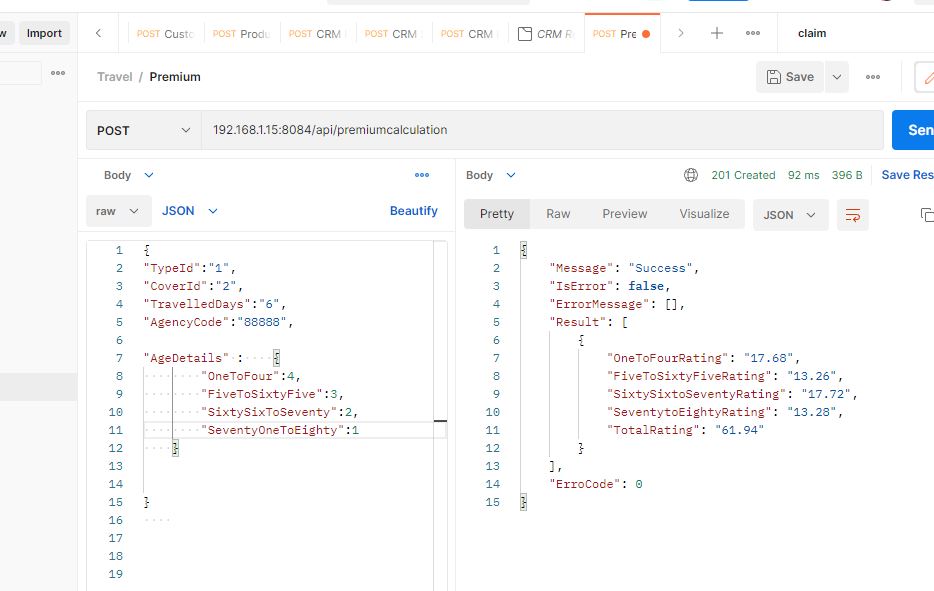 w Import
POST Custo POST Produ POST CRM POST CRM POST CRM CRM R POST Pre claim
Travel / Premium Save
POST 192.168.1.15:8084/api/premiumcalculation Sen
Body
raw JSON Beautify
1 {
2 "TypeId":"1",
3 "CoverId":"2",
4 "TravelledDays":"6",
5 "AgencyCode":"88888",
6
7 "AgeDetails" : {
8 "OneToFour":4,
9 "FiveToSixtyFive":3,
10 "SixtySixToSeventy":2,
11 "SeventyOneToEighty":1
12 }
13
14
15 }
16
17
18
19
Body 201 Created 92 ms 396 B Save Res
Pretty Raw Preview Visualize JSON
1 {
2 "Message": "Success",
3 "IsError": false,
4 "ErrorMessage": [],
5 "Result": [
6 {
7 "OneToFourRating": "17.68",
8 "FiveToSixtyFiveRating": "13.26",
9 "SixtySixtoSeventyRating": "17.72",
10 "SeventytoEightyRating": "13.28",
11 "TotalRating": "61.94"
12 }
13 ],
14 "ErroCode": 0
15 }